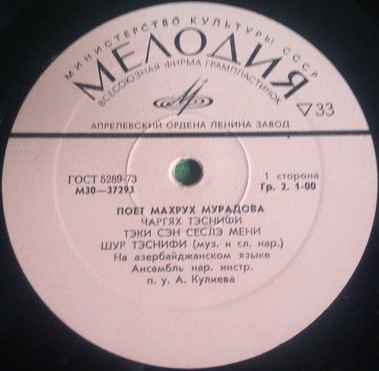 МИНИСТЕРСТВО КУЛЬТУРЫ СССР
МЕЛОДИЯ
ВСЕСОЮЗНАЯ ФИРМА ГРАМПЛАСТИНОК
33
АПРЕЛЕВСКИЙ ОРДЕНА ЛЕНИНА ЗАВОД
ГОСТ 5289-73
М30—37293
1 сторона
Гр. 2. 1-00
ПОЕТ МАХРУХ МУРАДОВА
ЧАРГЯХ ТЭСНИФИ
ТЭКИ СЭН СЕСЛЭ МЕНИ
ШУР ТЭСНИФИ (муз. и сл. нар.)
На азербайджанском языке
Ансамбль нар. инстр.
п. у. А. Кулиева